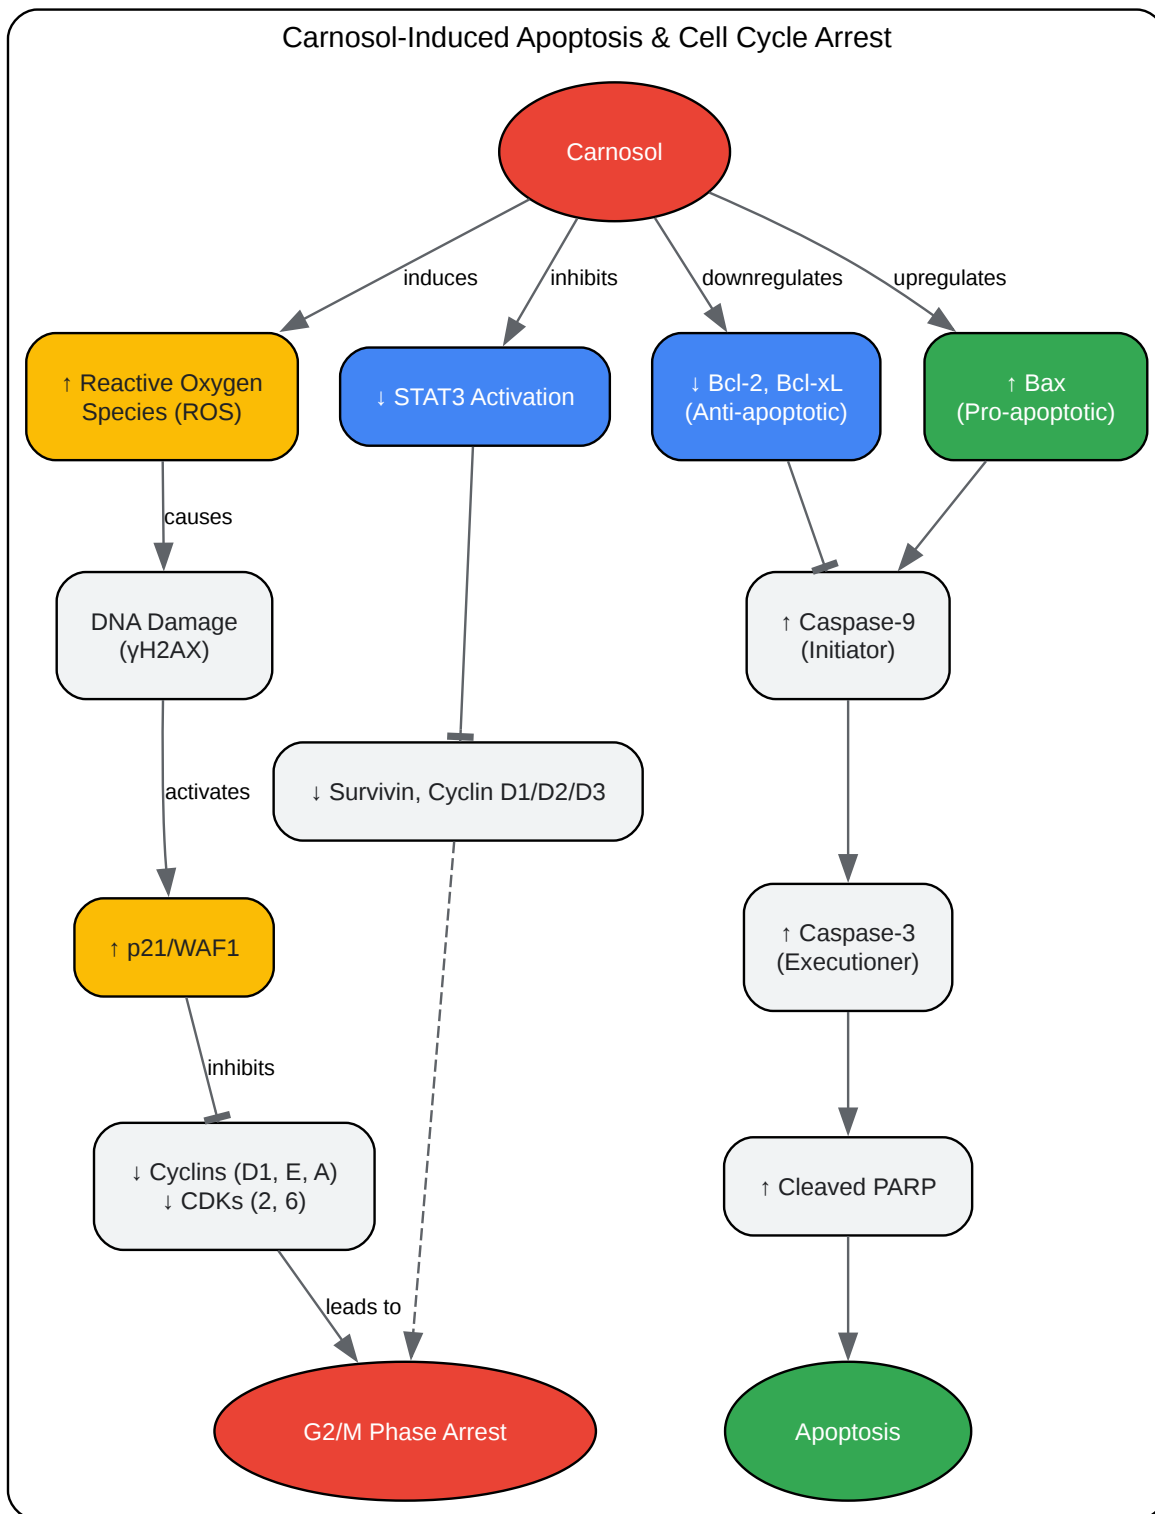 Carnosol-Induced Apoptosis & Cell Cycle Arrest
Carnosol
induces
inhibits
downregulates
upregulates
↑ Reactive Oxygen
Species (ROS)
↓ STAT3 Activation
↓ Bcl-2, Bcl-xL
(Anti-apoptotic)
↑ Bax
(Pro-apoptotic)
causes
DNA Damage
(γH2AX)
↑ Caspase-9
(Initiator)
activates
↓ Survivin, Cyclin D1/D2/D3
↑ p21/WAF1
↑ Caspase-3
(Executioner)
inhibits
↓ Cyclins (D1, E, A)
↓ CDKs (2, 6)
↑ Cleaved PARP
leads to
G2/M Phase Arrest
Apoptosis